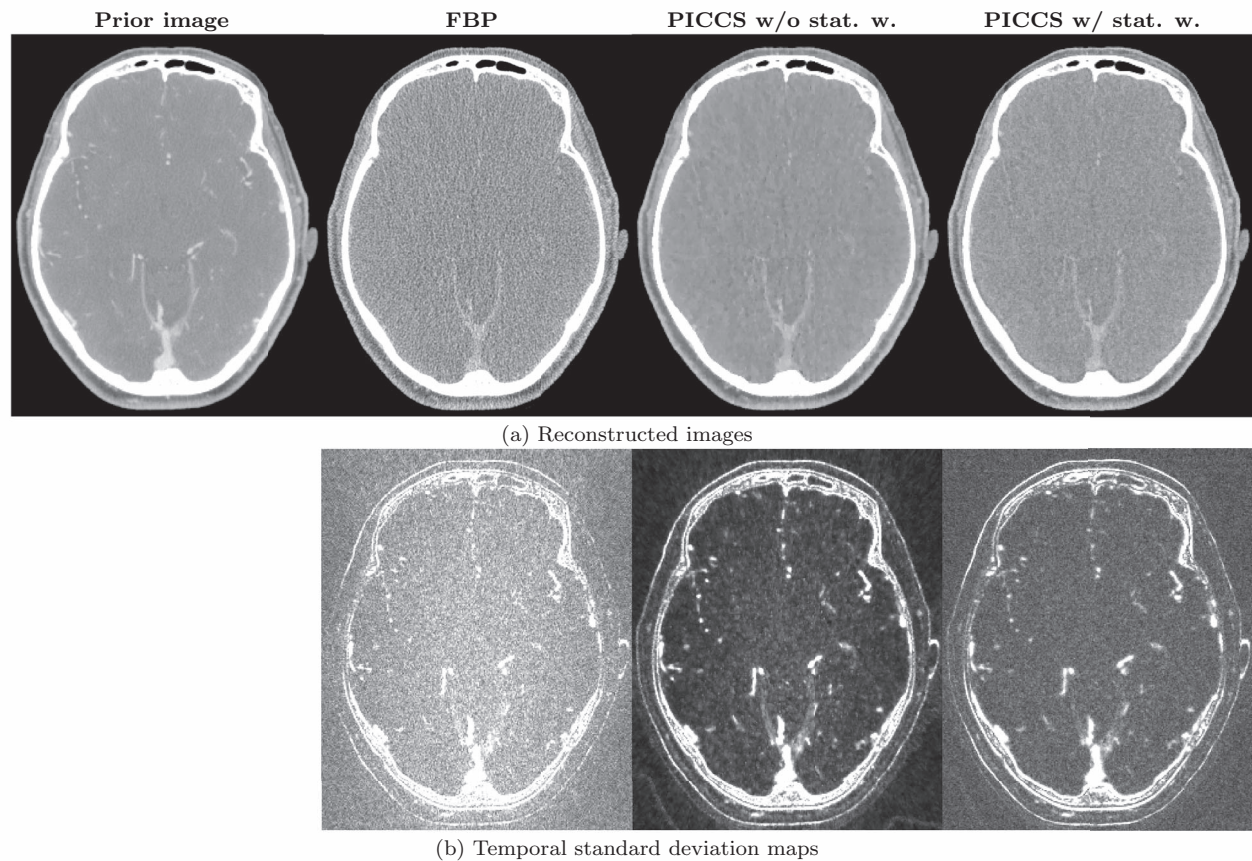 Prior image FBP PICCS w/o stat. w. PICCS w/ stat. w.
(a) Reconstructed images
(b) Temporal standard deviation maps